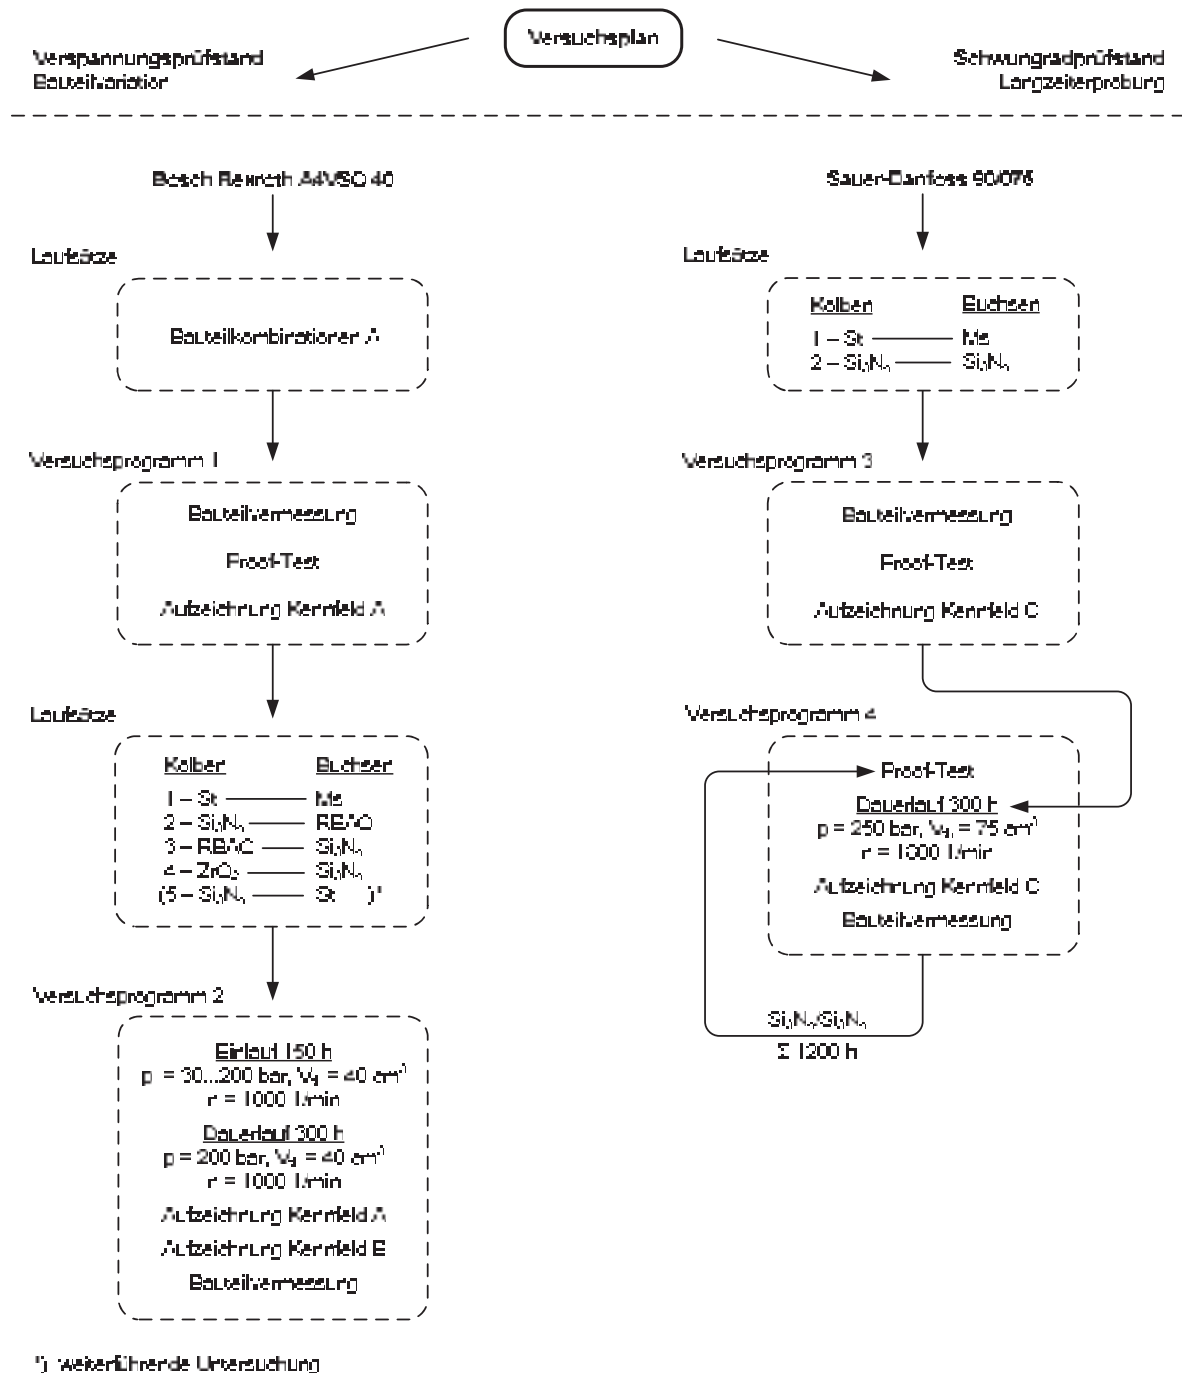 Versuchsplan
Verspannungsprüfstand
Bauteilvariation
Schwungradprüfstand
Langzeiterprobung
Bosch Rexroth A4VSO 40
Laufsätze
Bauteilkombinationen A
Versuchsprogramm 1
Bauteilvermessung
Proof-Test
Aufzeichnung Kennfeld A
Laufsätze
Kolben Buchsen
1 – St Ms
2 – Si₃N₄ RBAO
3 – RBAO Si₃N₄
4 – ZrO₂ Si₃N₄
(5 – Si₃N₄ St )*
Versuchsprogramm 2
Einlauf 150 h
p = 30...200 bar, Vg = 40 cm³
n = 1000 1/min
Dauerlauf 300 h
p = 200 bar, Vg = 40 cm³
n = 1000 1/min
Aufzeichnung Kennfeld A
Aufzeichnung Kennfeld B
Bauteilvermessung
*) weiterführende Untersuchung
Sauer-Danfoss 90/075
Laufsätze
Kolben Buchsen
1 – St Ms
2 – Si₃N₄ Si₃N₄
Versuchsprogramm 3
Bauteilvermessung
Proof-Test
Aufzeichnung Kennfeld C
Versuchsprogramm 4
Proof-Test
Dauerlauf 300 h
p = 250 bar, Vg = 75 cm³
n = 1/min
Aufzeichnung Kennfeld C
Bauteilvermessung
Si₃N₄/Si₃N₄
Σ 1200 h